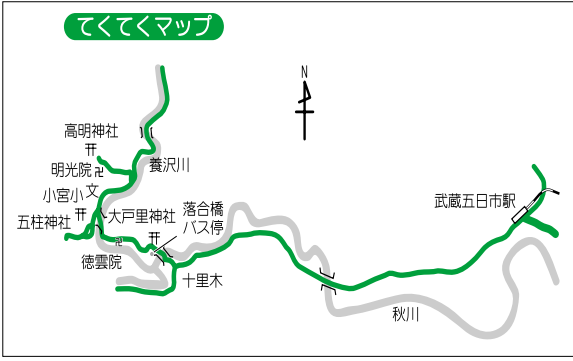 てくてくマップ
N
高明神社
明光院
養沢川
小宮小
文
五柱神社
大戸里神社
落合橋
バス停
徳雲院
十里木
武蔵五日市駅
秋川